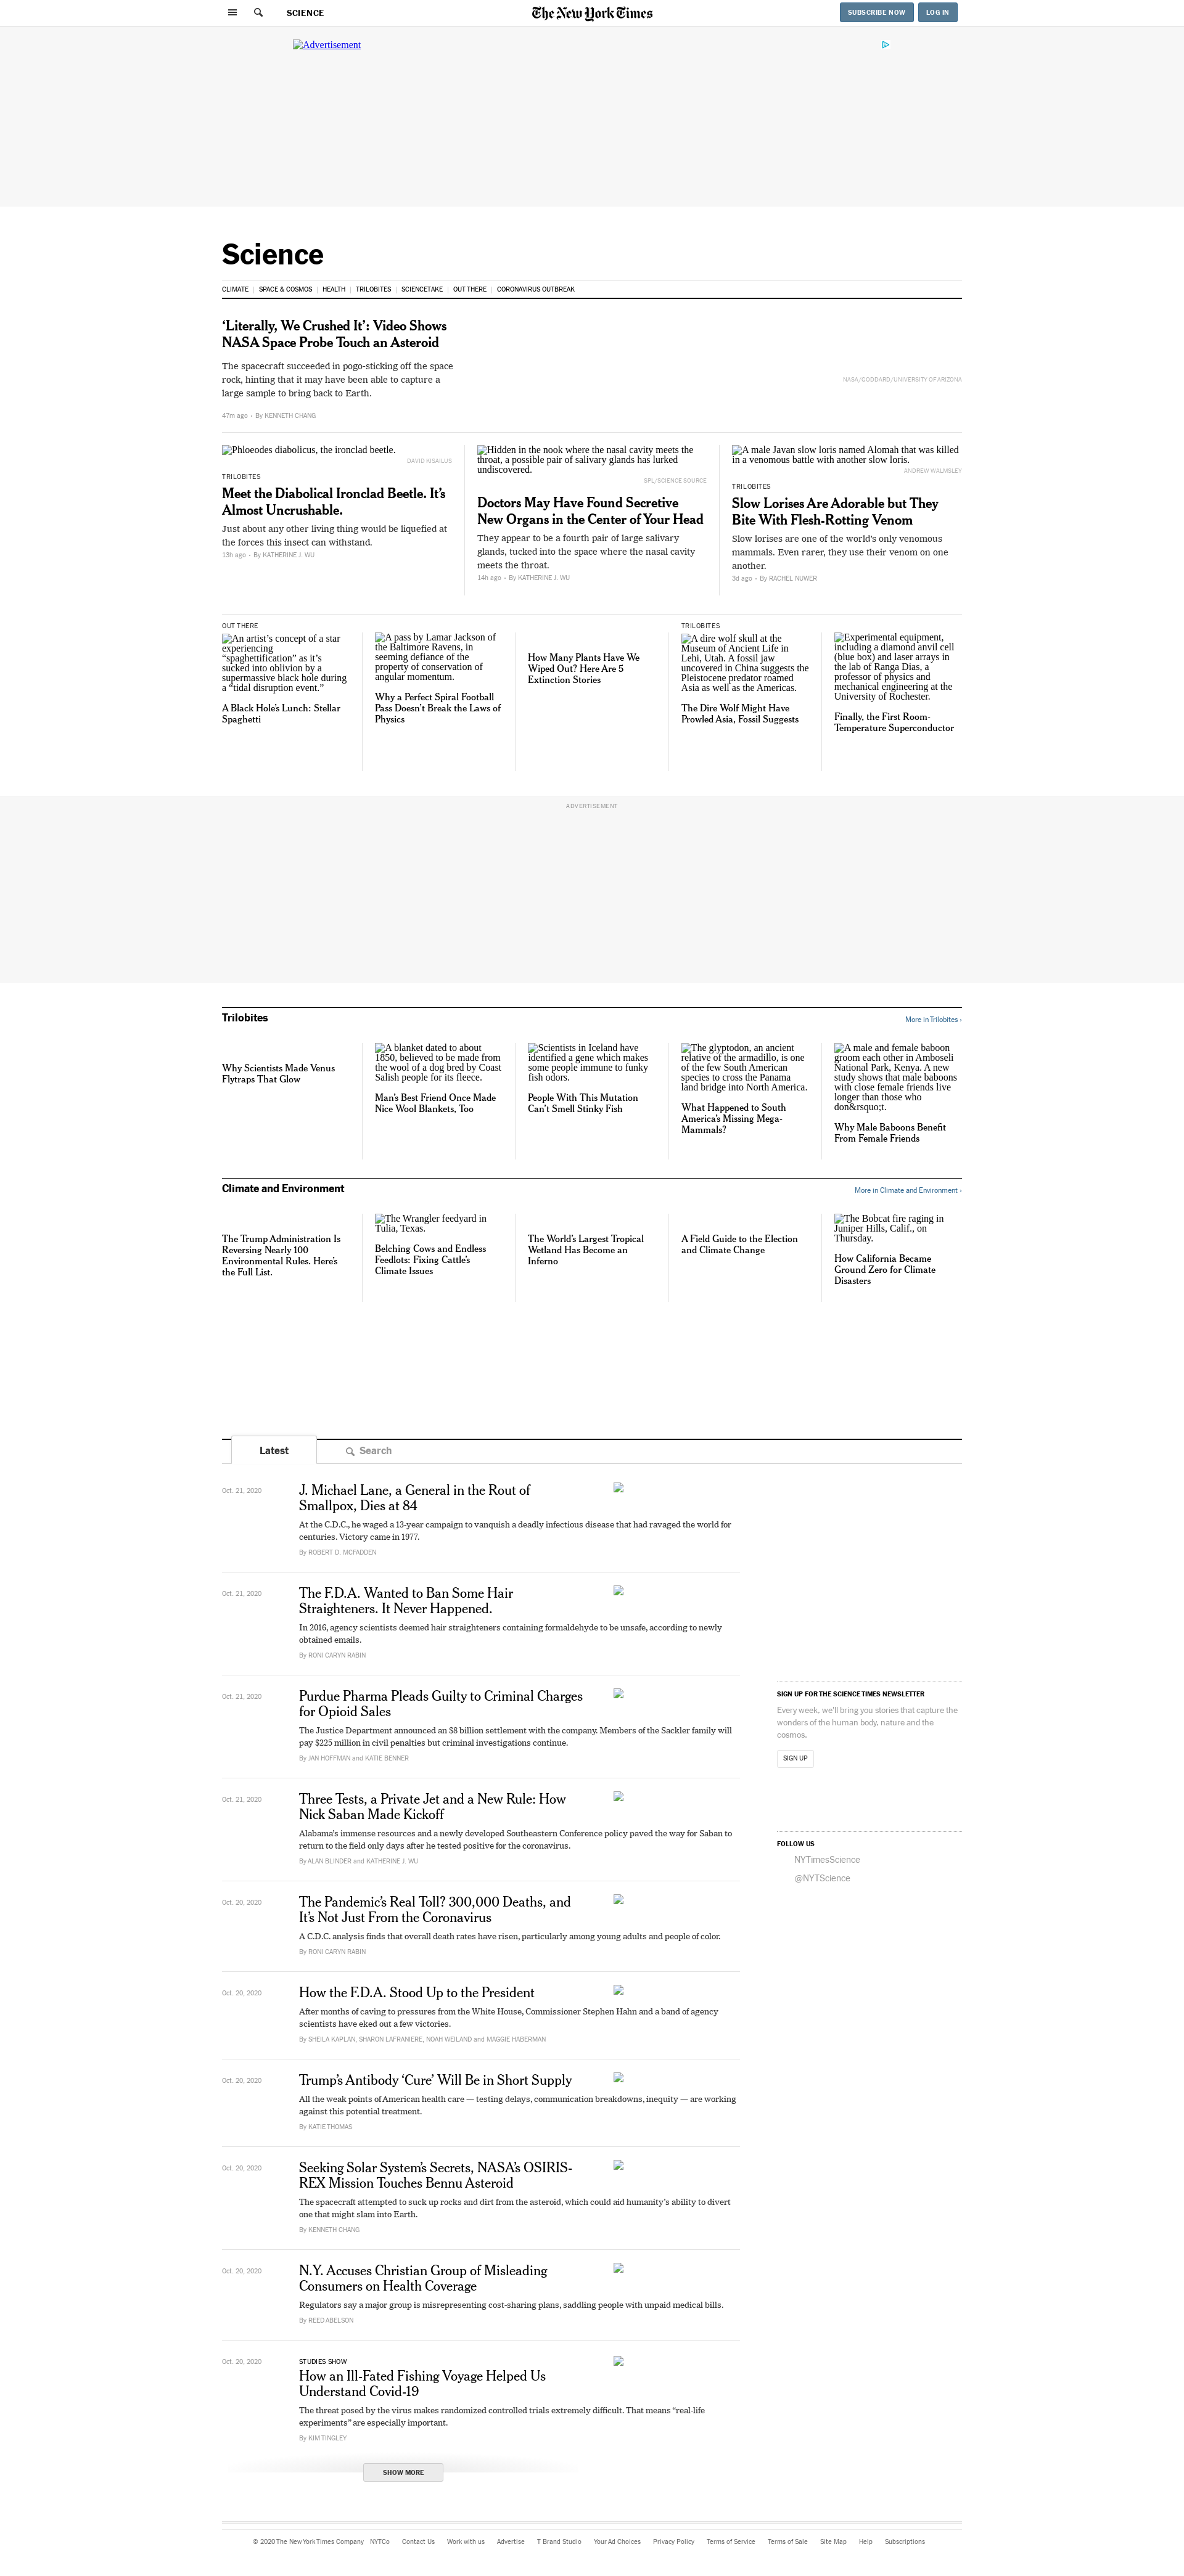 SCIENCE
The New York Times
SUBSCRIBE NOW
LOG IN
Advertisement
Science
CLIMATE | SPACE & COSMOS | HEALTH | TRILOBITES | SCIENCETAKE | OUT THERE | CORONAVIRUS OUTBREAK
‘Literally, We Crushed It’: Video Shows
NASA Space Probe Touch an Asteroid
The spacecraft succeeded in pogo-sticking off the space
rock, hinting that it may have been able to capture a
large sample to bring back to Earth.
47m ago • By KENNETH CHANG
NASA/GODDARD/UNIVERSITY OF ARIZONA
Phloeodes diabolicus, the ironclad beetle.
DAVID KISAILUS
TRILOBITES
Meet the Diabolical Ironclad Beetle. It’s
Almost Uncrushable.
Just about any other living thing would be liquefied at
the forces this insect can withstand.
13h ago • By KATHERINE J. WU
Hidden in the nook where the nasal cavity meets the
throat, a possible pair of salivary glands has lurked
undiscovered.
SPL/SCIENCE SOURCE
Doctors May Have Found Secretive
New Organs in the Center of Your Head
They appear to be a fourth pair of large salivary
glands, tucked into the space where the nasal cavity
meets the throat.
14h ago • By KATHERINE J. WU
A male Javan slow loris named Alomah that was killed
in a venomous battle with another slow loris.
ANDREW WALMSLEY
TRILOBITES
Slow Lorises Are Adorable but They
Bite With Flesh-Rotting Venom
Slow lorises are one of the world’s only venomous
mammals. Even rarer, they use their venom on one
another.
3d ago • By RACHEL NUWER
OUT THERE
An artist’s concept of a star
experiencing
“spaghettification” as it’s
sucked into oblivion by a
supermassive black hole during
a “tidal disruption event.”
A Black Hole’s Lunch: Stellar
Spaghetti
A pass by Lamar Jackson of
the Baltimore Ravens, in
seeming defiance of the
property of conservation of
angular momentum.
Why a Perfect Spiral Football
Pass Doesn’t Break the Laws of
Physics
How Many Plants Have We
Wiped Out? Here Are 5
Extinction Stories
TRILOBITES
A dire wolf skull at the
Museum of Ancient Life in
Lehi, Utah. A fossil jaw
uncovered in China suggests the
Pleistocene predator roamed
Asia as well as the Americas.
The Dire Wolf Might Have
Prowled Asia, Fossil Suggests
Experimental equipment,
including a diamond anvil cell
(blue box) and laser arrays in
the lab of Ranga Dias, a
professor of physics and
mechanical engineering at the
University of Rochester.
Finally, the First Room-
Temperature Superconductor
ADVERTISEMENT
Trilobites
More in Trilobites ›
Why Scientists Made Venus
Flytraps That Glow
A blanket dated to about
1850, believed to be made from
the wool of a dog bred by Coast
Salish people for its fleece.
Man’s Best Friend Once Made
Nice Wool Blankets, Too
Scientists in Iceland have
identified a gene which makes
some people immune to funky
fish odors.
People With This Mutation
Can’t Smell Stinky Fish
The glyptodon, an ancient
relative of the armadillo, is one
of the few South American
species to cross the Panama
land bridge into North America.
What Happened to South
America’s Missing Mega-
Mammals?
A male and female baboon
groom each other in Amboseli
National Park, Kenya. A new
study shows that male baboons
with close female friends live
longer than those who
don&rsquo;t.
Why Male Baboons Benefit
From Female Friends
Climate and Environment
More in Climate and Environment ›
The Trump Administration Is
Reversing Nearly 100
Environmental Rules. Here’s
the Full List.
The Wrangler feedyard in
Tulia, Texas.
Belching Cows and Endless
Feedlots: Fixing Cattle’s
Climate Issues
The World’s Largest Tropical
Wetland Has Become an
Inferno
A Field Guide to the Election
and Climate Change
The Bobcat fire raging in
Juniper Hills, Calif., on
Thursday.
How California Became
Ground Zero for Climate
Disasters
Latest
Search
Oct. 21, 2020
J. Michael Lane, a General in the Rout of
Smallpox, Dies at 84
At the C.D.C., he waged a 13-year campaign to vanquish a deadly infectious disease that had ravaged the world for
centuries. Victory came in 1977.
By ROBERT D. MCFADDEN
Oct. 21, 2020
The F.D.A. Wanted to Ban Some Hair
Straighteners. It Never Happened.
In 2016, agency scientists deemed hair straighteners containing formaldehyde to be unsafe, according to newly
obtained emails.
By RONI CARYN RABIN
Oct. 21, 2020
Purdue Pharma Pleads Guilty to Criminal Charges
for Opioid Sales
The Justice Department announced an $8 billion settlement with the company. Members of the Sackler family will
pay $225 million in civil penalties but criminal investigations continue.
By JAN HOFFMAN and KATIE BENNER
SIGN UP FOR THE SCIENCE TIMES NEWSLETTER
Every week, we’ll bring you stories that capture the
wonders of the human body, nature and the
cosmos.
SIGN UP
Oct. 21, 2020
Three Tests, a Private Jet and a New Rule: How
Nick Saban Made Kickoff
Alabama’s immense resources and a newly developed Southeastern Conference policy paved the way for Saban to
return to the field only days after he tested positive for the coronavirus.
By ALAN BLINDER and KATHERINE J. WU
FOLLOW US
NYTimesScience
@NYTScience
Oct. 20, 2020
The Pandemic’s Real Toll? 300,000 Deaths, and
It’s Not Just From the Coronavirus
A C.D.C. analysis finds that overall death rates have risen, particularly among young adults and people of color.
By RONI CARYN RABIN
Oct. 20, 2020
How the F.D.A. Stood Up to the President
After months of caving to pressures from the White House, Commissioner Stephen Hahn and a band of agency
scientists have eked out a few victories.
By SHEILA KAPLAN, SHARON LAFRANIERE, NOAH WEILAND and MAGGIE HABERMAN
Oct. 20, 2020
Trump’s Antibody ‘Cure’ Will Be in Short Supply
All the weak points of American health care — testing delays, communication breakdowns, inequity — are working
against this potential treatment.
By KATIE THOMAS
Oct. 20, 2020
Seeking Solar System’s Secrets, NASA’s OSIRIS-
REX Mission Touches Bennu Asteroid
The spacecraft attempted to suck up rocks and dirt from the asteroid, which could aid humanity’s ability to divert
one that might slam into Earth.
By KENNETH CHANG
Oct. 20, 2020
N.Y. Accuses Christian Group of Misleading
Consumers on Health Coverage
Regulators say a major group is misrepresenting cost-sharing plans, saddling people with unpaid medical bills.
By REED ABELSON
Oct. 20, 2020
STUDIES SHOW
How an Ill-Fated Fishing Voyage Helped Us
Understand Covid-19
The threat posed by the virus makes randomized controlled trials extremely difficult. That means “real-life
experiments” are especially important.
By KIM TINGLEY
SHOW MORE
© 2020 The New York Times Company NYTCo Contact Us Work with us Advertise T Brand Studio Your Ad Choices Privacy Policy Terms of Service Terms of Sale Site Map Help Subscriptions